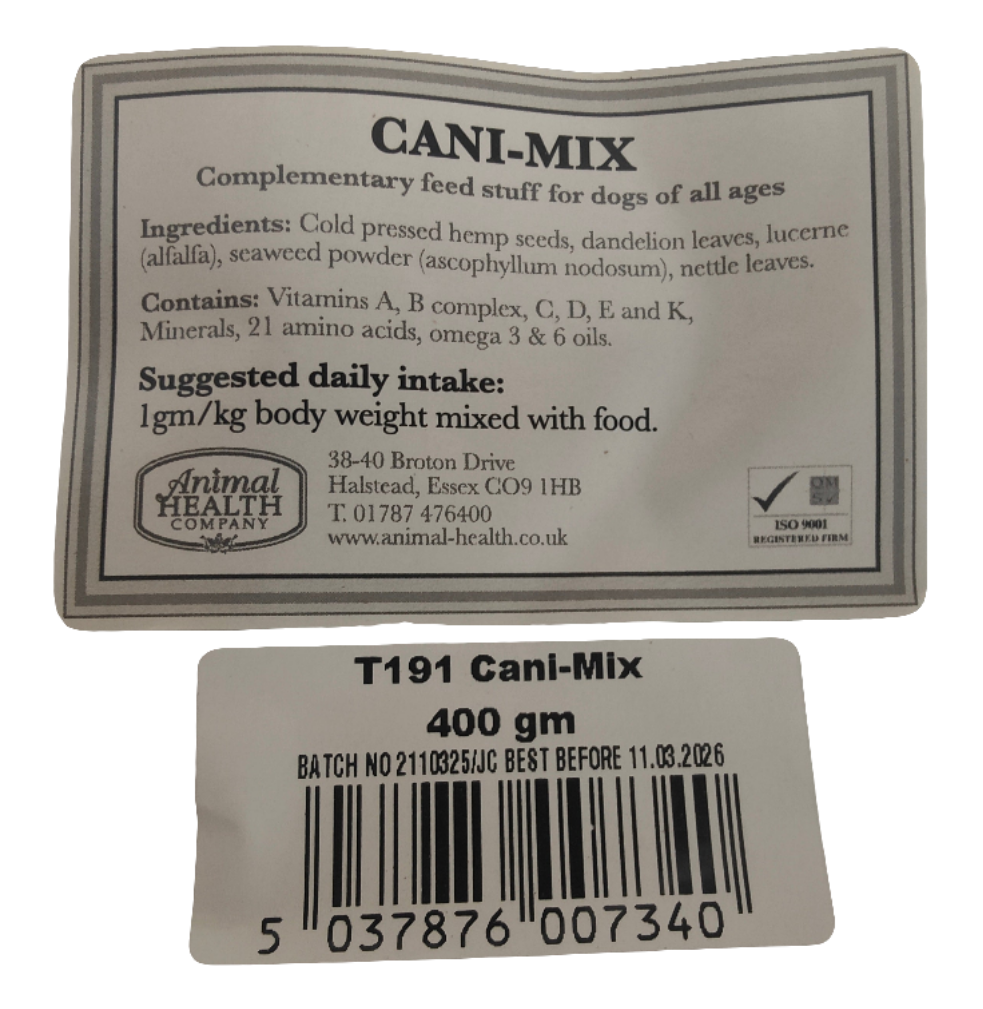 CANI-MIX
Complementary feed stuff for dogs of all ages
Ingredients: Cold pressed hemp seeds, dandelion leaves, lucerne
(alfalfa), seaweed powder (ascophyllum nodosum), nettle leaves.
Contains: Vitamins A, B complex, C, D, E and K,
Minerals, 21 amino acids, omega 3 & 6 oils.
Suggested daily intake:
1gm/kg body weight mixed with food.
Animal
HEALTH
COMPANY
38-40 Broton Drive
Halstead, Essex CO9 1HB
T. 01787 476400
www.animal-health.co.uk
QM
S✓
ISO 9001
REGISTERED FIRM
T191 Cani-Mix
400 gm
BATCH NO 2110325/JC BEST BEFORE 11.03.2026
5 037876 007340